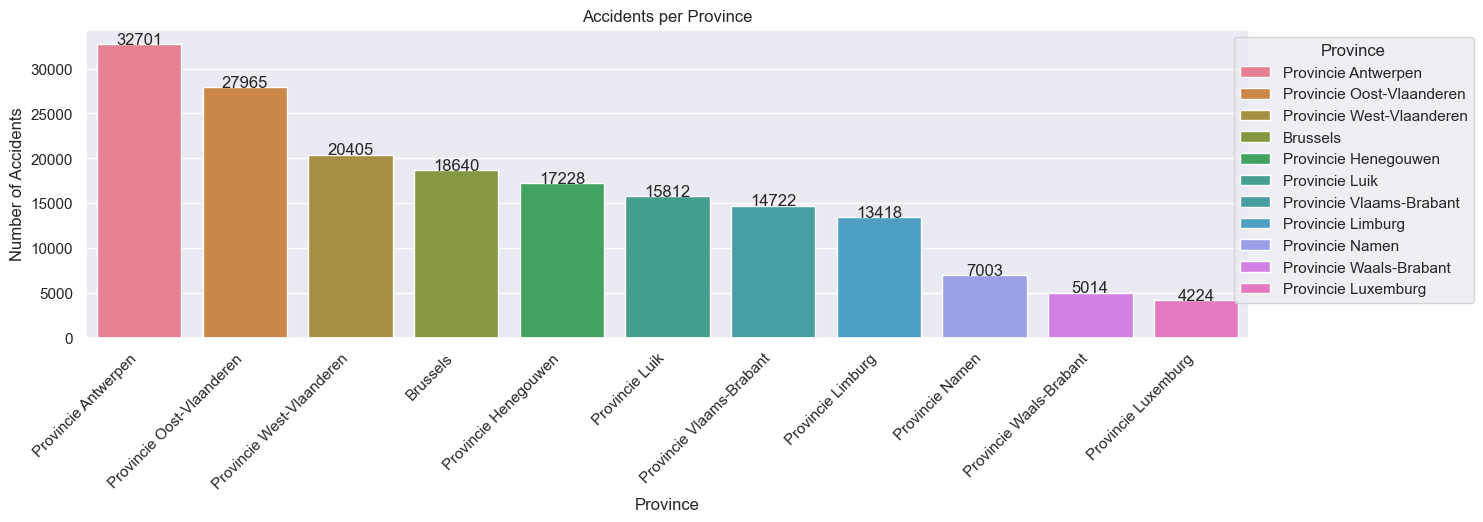 Accidents per Province
Number of Accidents
30000
25000
20000
15000
10000
5000
0
32701
27965
20405
18640
17228
15812
14722
13418
7003
5014
4224
Provincie Antwerpen
Provincie Oost-Vlaanderen
Provincie West-Vlaanderen
Brussels
Provincie Henegouwen
Provincie Luik
Provincie Vlaams-Brabant
Provincie Limburg
Provincie Namen
Provincie Waals-Brabant
Provincie Luxemburg
Province
Province
Provincie Antwerpen
Provincie Oost-Vlaanderen
Provincie West-Vlaanderen
Brussels
Provincie Henegouwen
Provincie Luik
Provincie Vlaams-Brabant
Provincie Limburg
Provincie Namen
Provincie Waals-Brabant
Provincie Luxemburg